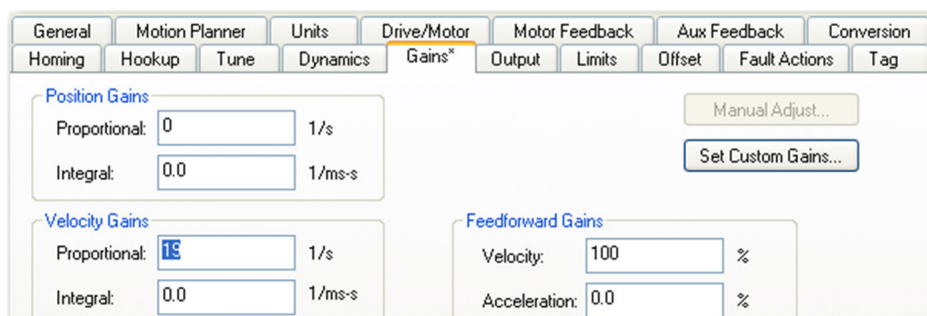 General Motion Planner Units Drive/Motor Motor Feedback Aux Feedback Conversion
Homing Hookup Tune Dynamics Gains* Output Limits Offset Fault Actions Tag
Position Gains
Proportional: 0 1/s
Manual Adjust...
Integral: 0.0 1/ms-s
Set Custom Gains...
Velocity Gains
Proportional: 19 1/s
Integral: 0.0 1/ms-s
Feedforward Gains
Velocity: 100 %
Acceleration: 0.0 %